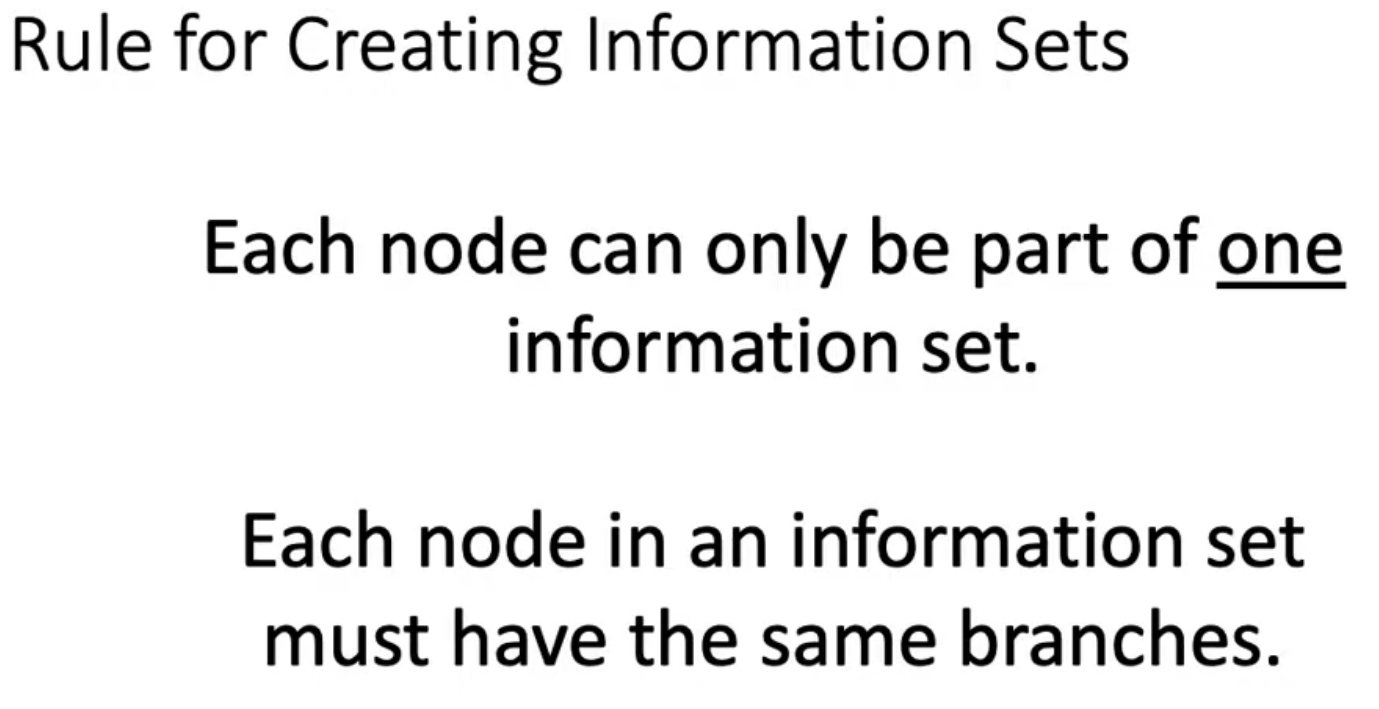 Rule for Creating Information Sets
Each node can only be part of one
information set.
Each node in an information set
must have the same branches.